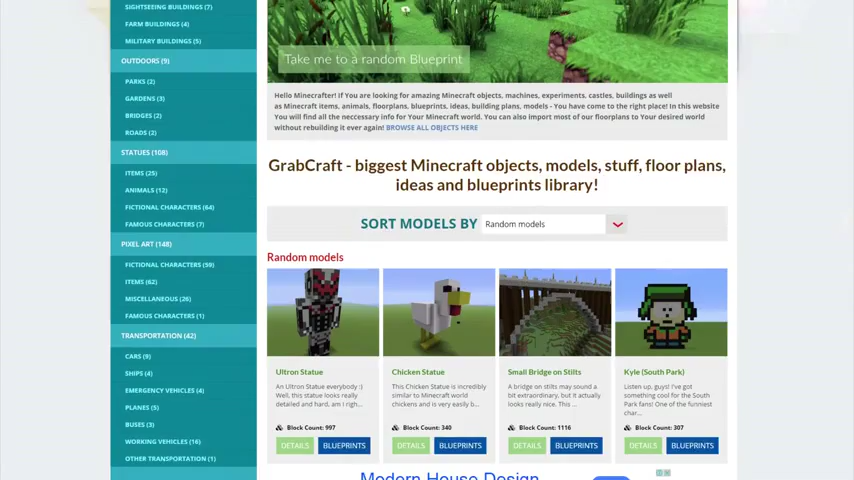 SIGHTSEEING BUILDINGS (7)
FARM BUILDINGS (4)
MILITARY BUILDINGS (5)
OUTDOORS (9)
PARKS (2)
GARDENS (3)
BRIDGES (2)
ROADS (2)
STATUES (108)
ITEMS (25)
ANIMALS (12)
FICTIONAL CHARACTERS (64)
FAMOUS CHARACTERS (7)
PIXEL ART (148)
FICTIONAL CHARACTERS (59)
ITEMS (62)
MISCELLANEOUS (26)
FAMOUS CHARACTERS (1)
TRANSPORTATION (42)
CARS (9)
SHIPS (4)
EMERGENCY VEHICLES (4)
PLANES (5)
BUSES (3)
WORKING VEHICLES (16)
OTHER TRANSPORTATION (1)
Take me to a random Blueprint
Hello Minecrafter! If You are looking for amazing Minecraft objects, machines, experiments, castles, buildings as well
as Minecraft items, animals, floorplans, blueprints, ideas, building plans, models - You have come to the right place! In this website
You will find all the neccessary info for Your Minecraft world. You can also import most of our floorplans to Your desired world
without rebuilding it ever again! BROWSE ALL OBJECTS HERE
GrabCraft - biggest Minecraft objects, models, stuff, floor plans,
ideas and blueprints library!
SORT MODELS BY Random models
Random models
Ultron Statue
An Ultron Statue everybody :)
Well, this statue looks really
detailed and hard, am I righ...
Block Count: 997
DETAILS BLUEPRINTS
Chicken Statue
This Chicken Statue is incredibly
similar to Minecraft world
chickens and is very easily b...
Block Count: 340
DETAILS BLUEPRINTS
Small Bridge on Stilts
A bridge on stilts may sound a
bit extraordinary, but it actually
looks really nice. This ...
Block Count: 1116
DETAILS BLUEPRINTS
Kyle (South Park)
Listen up, guys! I've got
something cool for the South
Park fans! One of the funniest
char...
Block Count: 307
DETAILS BLUEPRINTS
Modern House Design